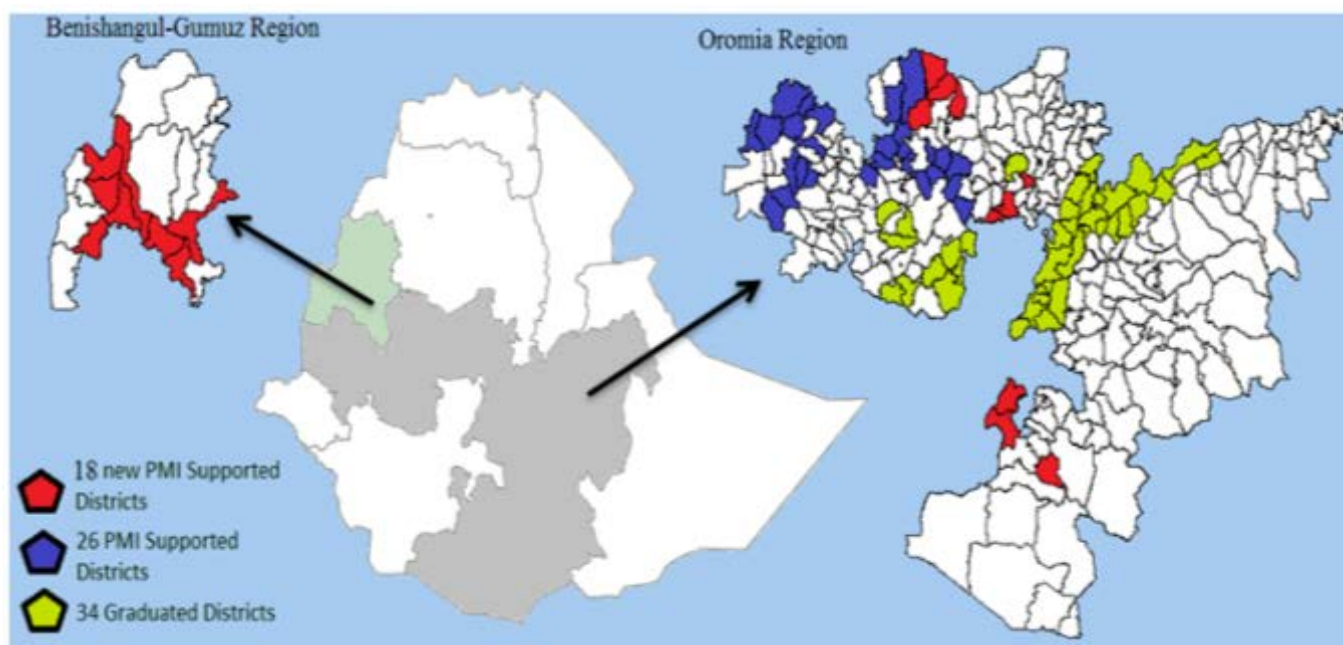 Benishangul-Gumuz Region
Oromia Region
18 new PMI Supported
Districts
26 PMI Supported
Districts
34 Graduated Districts